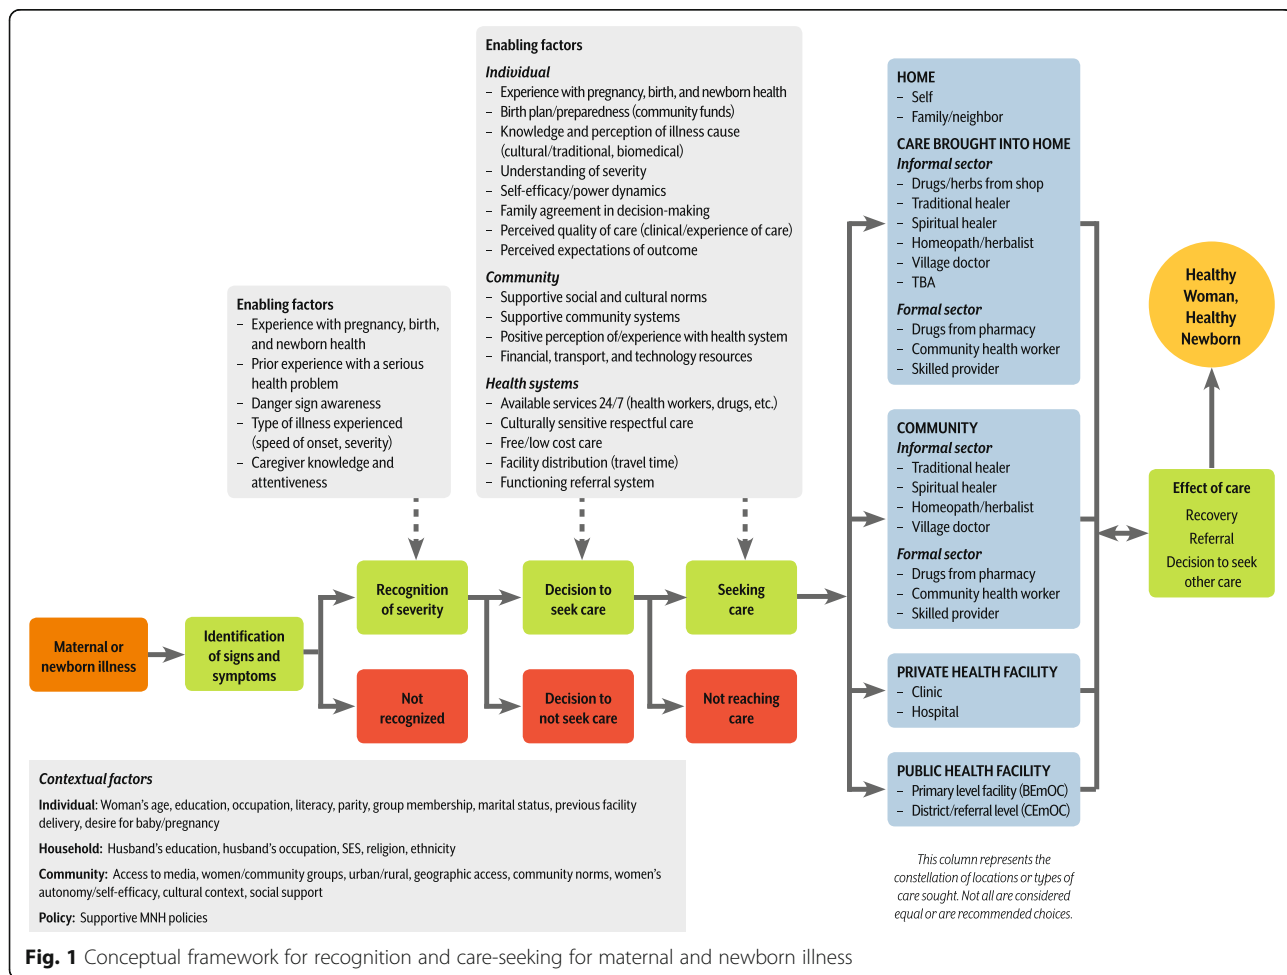 Enabling factors
Individual
– Experience with pregnancy, birth, and newborn health
– Birth plan/preparedness (community funds)
– Knowledge and perception of illness cause
(cultural/traditional, biomedical)
– Understanding of severity
– Self-efficacy/power dynamics
– Family agreement in decision-making
– Perceived quality of care (clinical/experience of care)
– Perceived expectations of outcome
Community
– Supportive social and cultural norms
– Supportive community systems
– Positive perception of/experience with health system
– Financial, transport, and technology resources
Health systems
– Available services 24/7 (health workers, drugs, etc.)
– Culturally sensitive respectful care
– Free/low cost care
– Facility distribution (travel time)
– Functioning referral system
Enabling factors
– Experience with pregnancy, birth,
and newborn health
– Prior experience with a serious
health problem
– Danger sign awareness
– Type of illness experienced
(speed of onset, severity)
– Caregiver knowledge and
attentiveness
Maternal or
newborn illness
Identification
of signs and
symptoms
Recognition
of severity
Not
recognized
Decision to
seek care
Decision to
not seek care
Seeking
care
Not reaching
care
HOME
– Self
– Family/neighbor
CARE BROUGHT INTO HOME
Informal sector
– Drugs/herbs from shop
– Traditional healer
– Spiritual healer
– Homeopath/herbalist
– Village doctor
– TBA
Formal sector
– Drugs from pharmacy
– Community health worker
– Skilled provider
COMMUNITY
Informal sector
– Traditional healer
– Spiritual healer
– Homeopath/herbalist
– Village doctor
Formal sector
– Drugs from pharmacy
– Community health worker
– Skilled provider
PRIVATE HEALTH FACILITY
– Clinic
– Hospital
PUBLIC HEALTH FACILITY
– Primary level facility (BEmOC)
– District/referral level (CEmOC)
This column represents the
constellation of locations or types of
care sought. Not all are considered
equal or are recommended choices.
Healthy
Woman,
Healthy
Newborn
Effect of care
Recovery
Referral
Decision to seek
other care
Contextual factors
Individual: Woman's age, education, occupation, literacy, parity, group membership, marital status, previous facility
delivery, desire for baby/pregnancy
Household: Husband's education, husband's occupation, SES, religion, ethnicity
Community: Access to media, women/community groups, urban/rural, geographic access, community norms, women's
autonomy/self-efficacy, cultural context, social support
Policy: Supportive MNH policies
Fig. 1 Conceptual framework for recognition and care-seeking for maternal and newborn illness